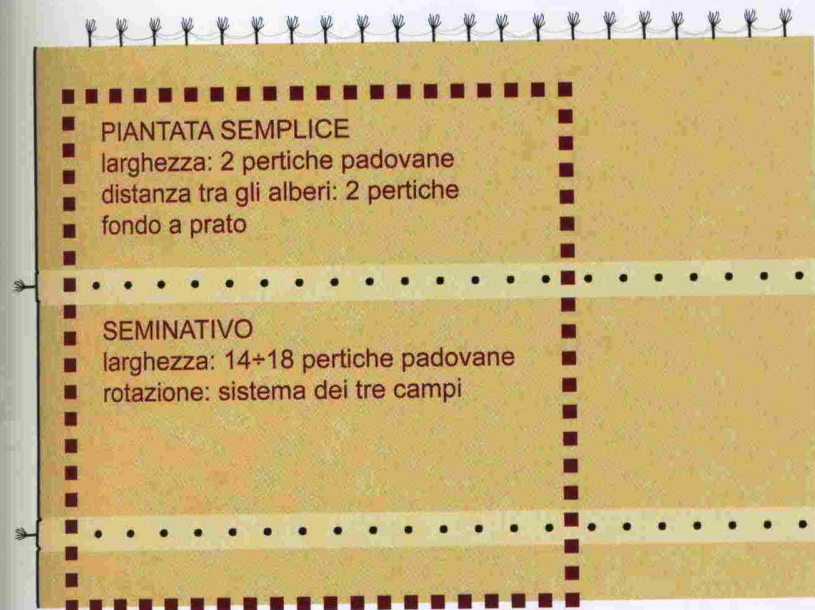 PIANTATA SEMPLICE
larghezza: 2 pertiche padovane
distanza tra gli alberi: 2 pertiche
fondo a prato
SEMINATIVO
larghezza: 14÷18 pertiche padovane
rotazione: sistema dei tre campi